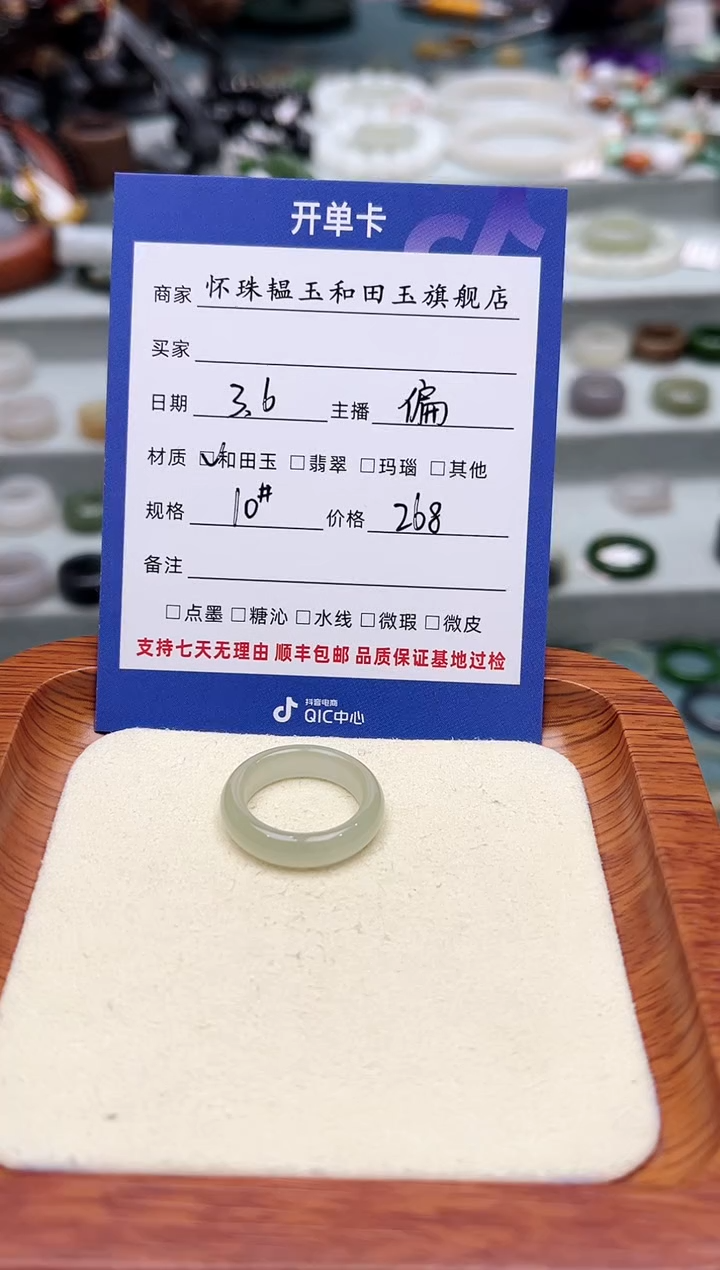 开单卡
商家 怀珠韫玉和田玉旗舰店
买家
日期 3.6 主播 偏
材质 ☑和田玉 □翡翠 □玛瑙 □其他
规格 10# 价格 268
备注
□点墨 □糖沁 □水线 □微瑕 □微皮
支持七天无理由 顺丰包邮 品质保证基地过检
抖音电商
QIC中心